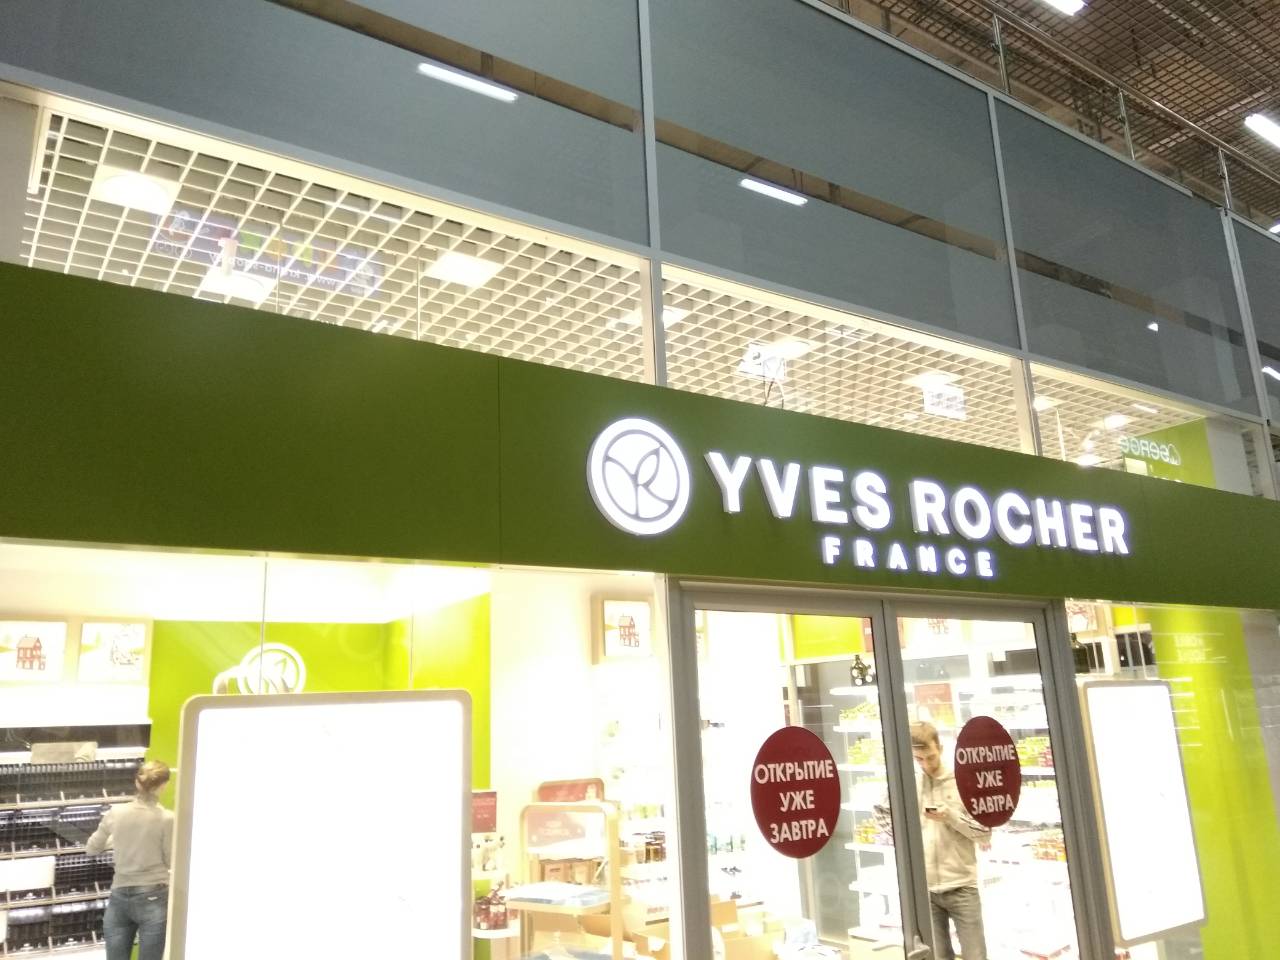 YVES ROCHER
FRANCE
ОТКРЫТИЕ
УЖЕ
ЗАВТРА
ОТКРЫТИЕ
УЖЕ
ЗАВТРА